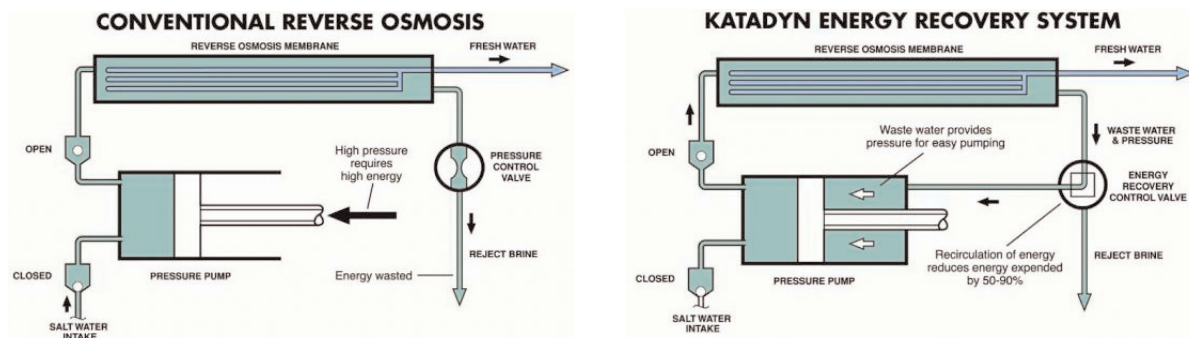 CONVENTIONAL REVERSE OSMOSIS
REVERSE OSMOSIS MEMBRANE
FRESH WATER
OPEN
High pressure
requires
high energy
PRESSURE
CONTROL
VALVE
CLOSED
PRESSURE PUMP
Energy wasted
REJECT BRINE
SALT WATER
INTAKE
KATADYN ENERGY RECOVERY SYSTEM
REVERSE OSMOSIS MEMBRANE
FRESH WATER
OPEN
Waste water provides
pressure for easy pumping
WASTE WATER
& PRESSURE
ENERGY
RECOVERY
CONTROL VALVE
CLOSED
PRESSURE PUMP
Recirculation of energy
reduces energy expended
by 50-90%
REJECT BRINE
SALT WATER
INTAKE